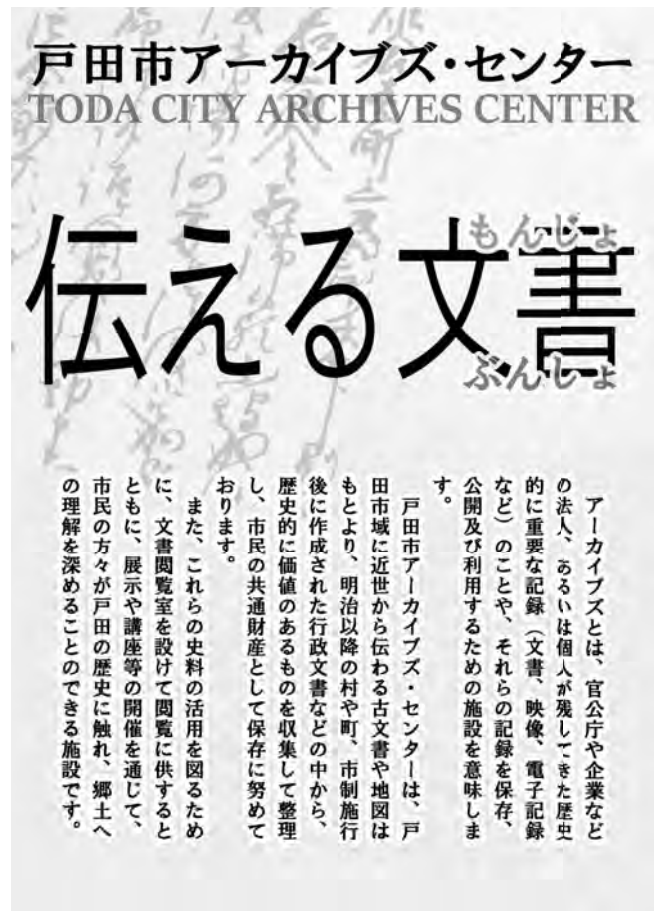 戸田市アーカイブズ・センター
TODA CITY ARCHIVES CENTER
伝える文書
もんじょ
ぶんしょ
アーカイブズとは、官公庁や企業など
の法人、あるいは個人が残してきた歴史
的に重要な記録(文書、映像、電子記録
など)のことや、それらの記録を保存、
公開及び利用するための施設を意味しま
す。
戸田市アーカイブズ・センターは、戸
田市域に近世から伝わる古文書や地図は
もとより、明治以降の村や町、市制施行
後に作成された行政文書などの中から、
歴史的に価値のあるものを収集して整理
し、市民の共通財産として保存に努めて
おります。
また、これらの史料の活用を図るため
に、文書閲覧室を設けて閲覧に供すると
ともに、展示や講座等の開催を通じて、
市民の方々が戸田の歴史に触れ、郷土へ
の理解を深めることのできる施設です。